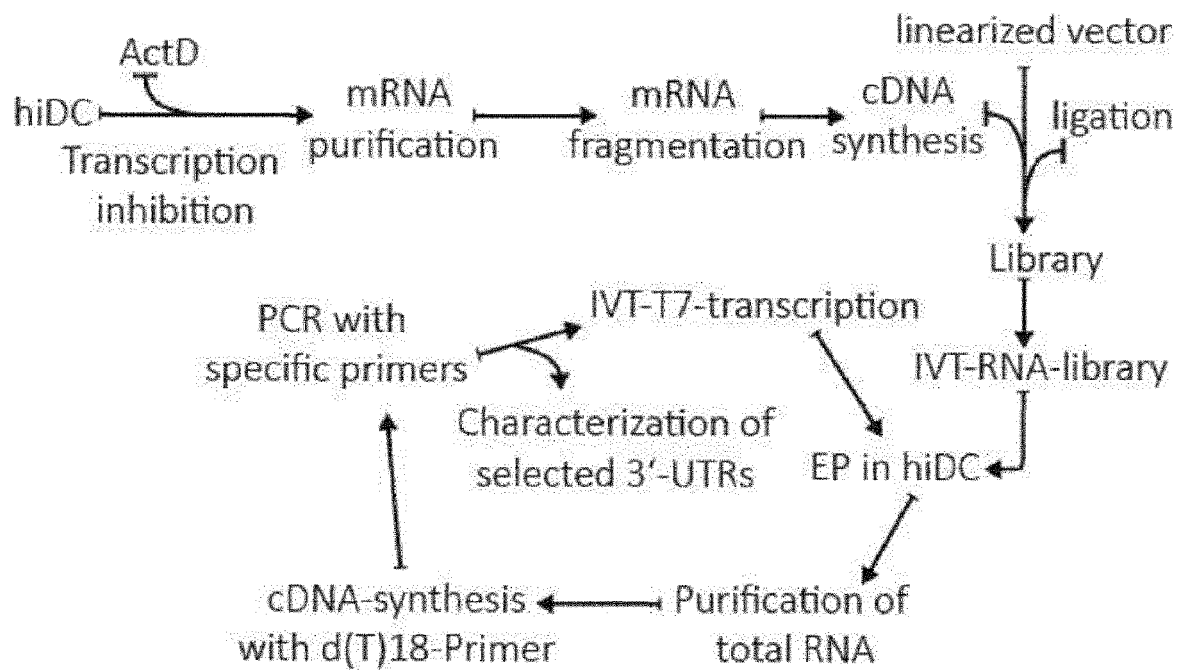 ActD
linearized vector
hiDC
mRNA
purification
mRNA
fragmentation
cDNA
synthesis
ligation
Transcription
inhibition
Library
PCR with
specific primers
IVT-T7-transcription
IVT-RNA-library
Characterization of
selected 3‘-UTRs
EP in hiDC
cDNA-synthesis
with d(T)18-Primer
Purification of
total RNA